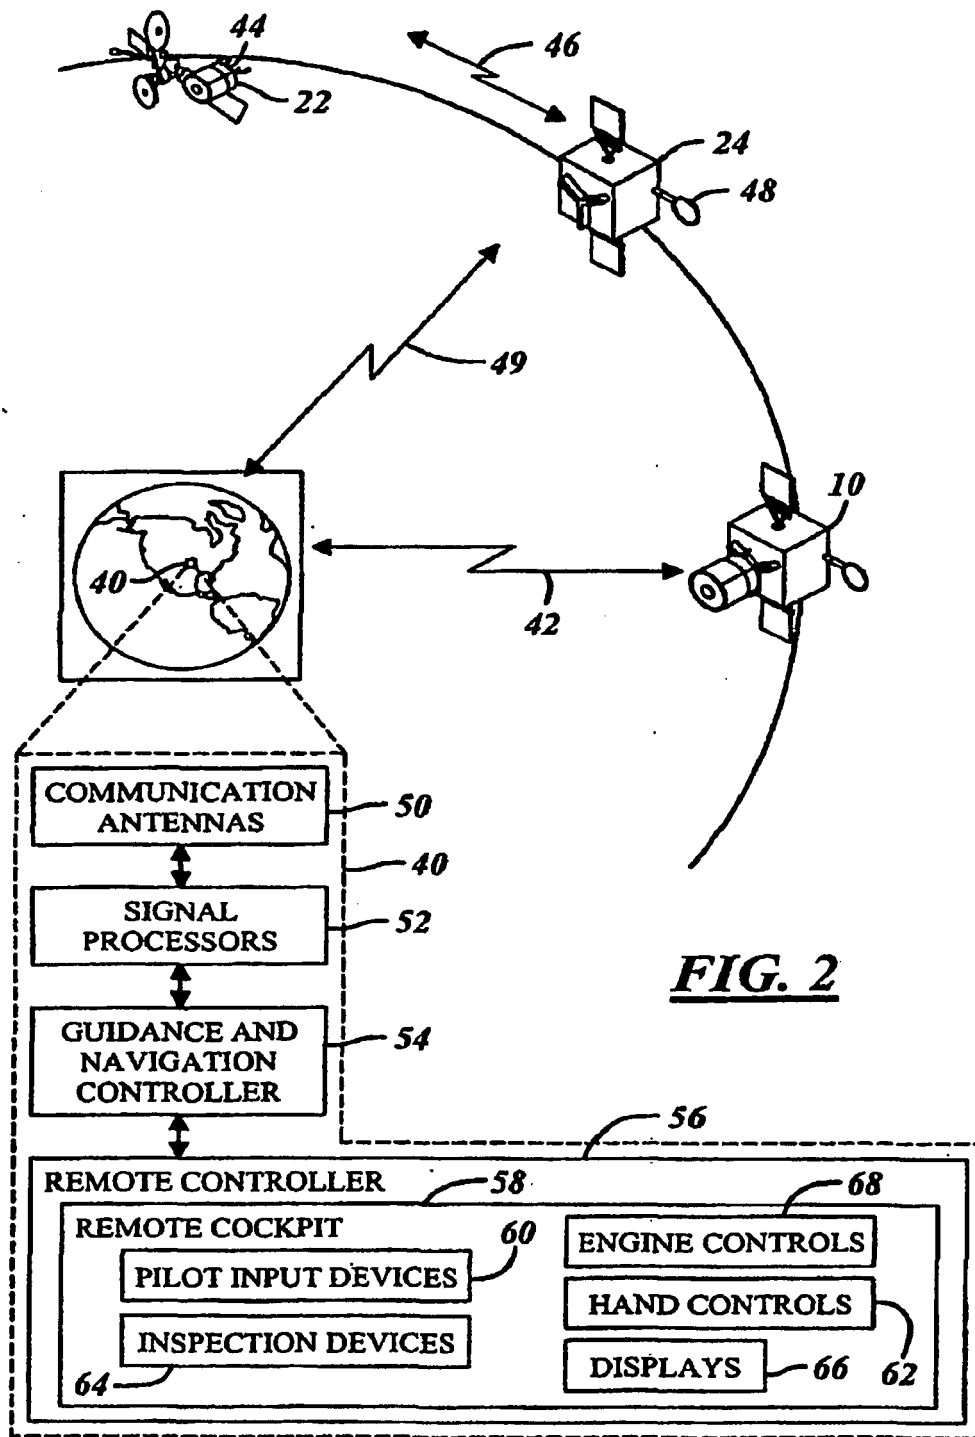 44
46
22
24
48
49
10
40
42
COMMUNICATION
ANTENNAS
50
40
SIGNAL
PROCESSORS
52
FIG. 2
GUIDANCE AND
NAVIGATION
CONTROLLER
54
56
REMOTE CONTROLLER
58
68
REMOTE COCKPIT
60
ENGINE CONTROLS
PILOT INPUT DEVICES
HAND CONTROLS
INSPECTION DEVICES
64
DISPLAYS
66
62